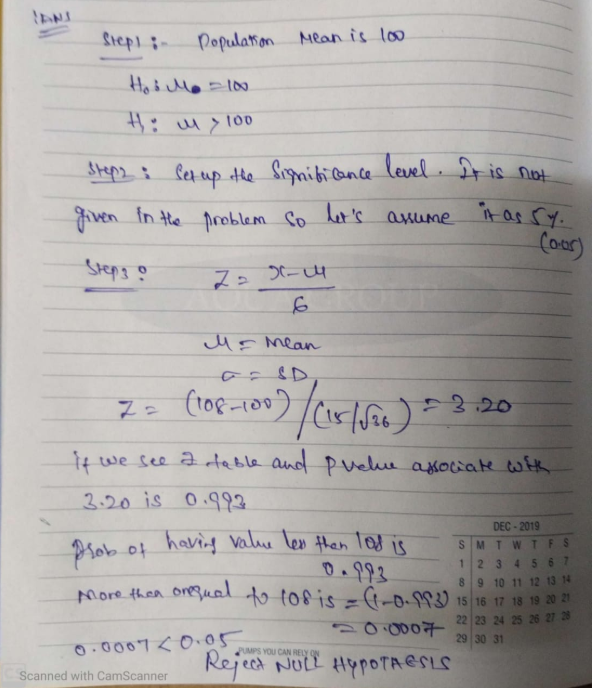 1 ANS
Step1 :- Population Mean is 100
H0: M0 = 100
H1: M > 100
Step2 : Setup the Significance level. It is not
given in the problem so let's assume it as 5%.
(0.05)
Step3 :
Z = x-μ / σ
μ = mean
σ = SD
Z = (108-100) / (15/√36) = 3.20
if we see Z table and p value associate with
3.20 is 0.993
Prob of having value less than 108 is
0.993
more than or equal to 108 is = (1-0.993)
= 0.0007
0.0007 < 0.05
Reject NULL HYPOTHESIS
DEC - 2019
S M T W T F S
1 2 3 4 5 6 7
8 9 10 11 12 13 14
15 16 17 18 19 20 21
22 23 24 25 26 27 28
29 30 31
PUMPS YOU CAN RELY ON
CS Scanned with CamScanner